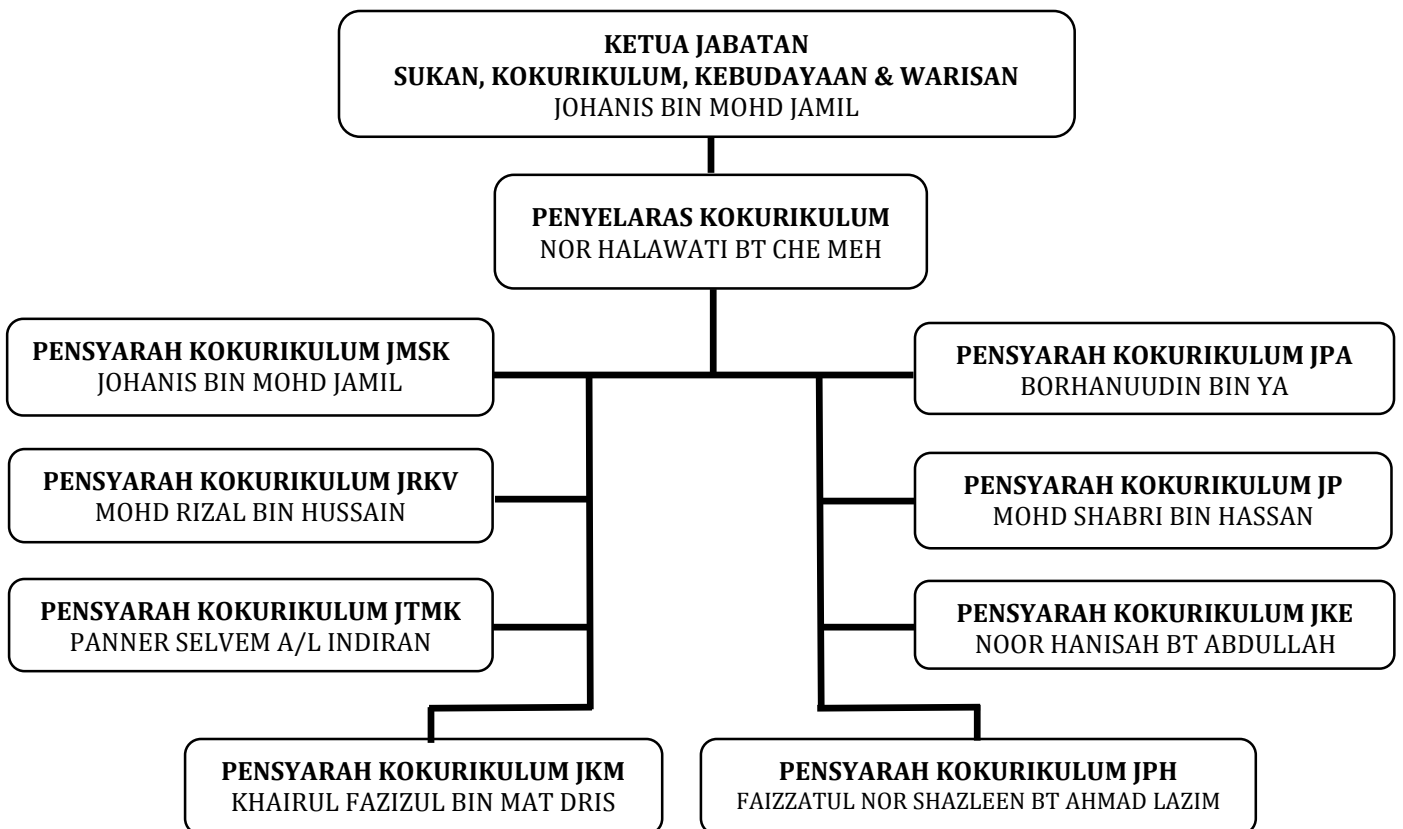 KETUA JABATAN
SUKAN, KOKURIKULUM, KEBUDAYAAN & WARISAN
JOHANIS BIN MOHD JAMIL
PENYELARAS KOKURIKULUM
NOR HALAWATI BT CHE MEH
PENSYARAH KOKURIKULUM JMSK
JOHANIS BIN MOHD JAMIL
PENSYARAH KOKURIKULUM JPA
BORHANUUDIN BIN YA
PENSYARAH KOKURIKULUM JRKV
MOHD RIZAL BIN HUSSAIN
PENSYARAH KOKURIKULUM JP
MOHD SHABRI BIN HASSAN
PENSYARAH KOKURIKULUM JTMK
PANNER SELVEM A/L INDIRAN
PENSYARAH KOKURIKULUM JKE
NOOR HANISAH BT ABDULLAH
PENSYARAH KOKURIKULUM JKM
KHAIRUL FAZIZUL BIN MAT DRIS
PENSYARAH KOKURIKULUM JPH
FAIZZATUL NOR SHAZLEEN BT AHMAD LAZIM